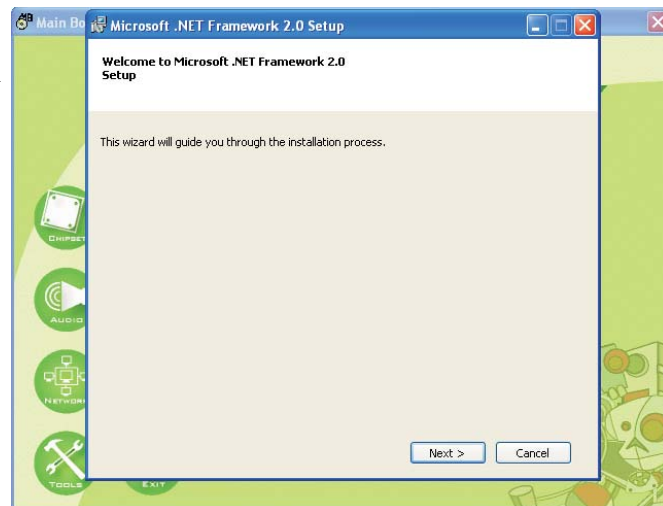 Main Bo
Microsoft .NET Framework 2.0 Setup
Welcome to Microsoft .NET Framework 2.0
Setup
This wizard will guide you through the installation process.
CHIPSET
AUDIO
NETWOR
TOOLS
EXIT
Next >
Cancel